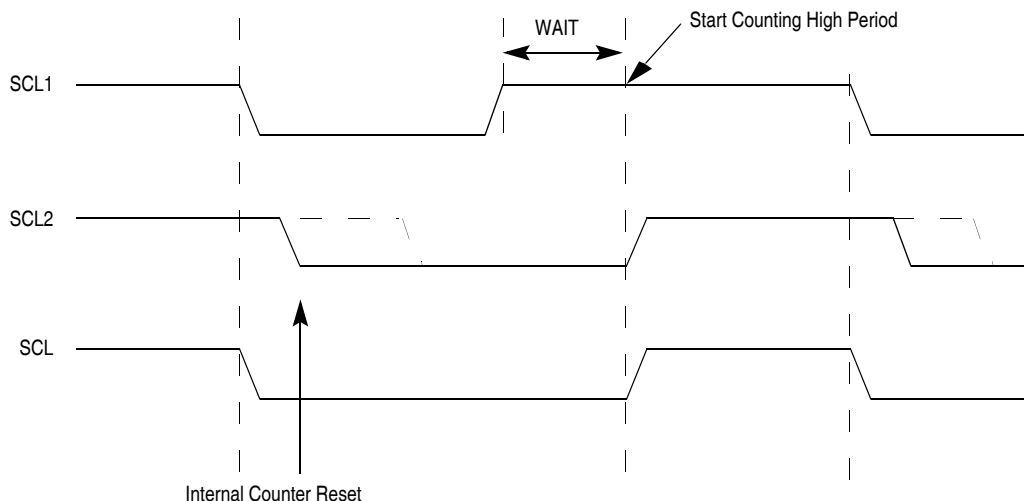 Start Counting High Period
WAIT
SCL1
SCL2
SCL
Internal Counter Reset